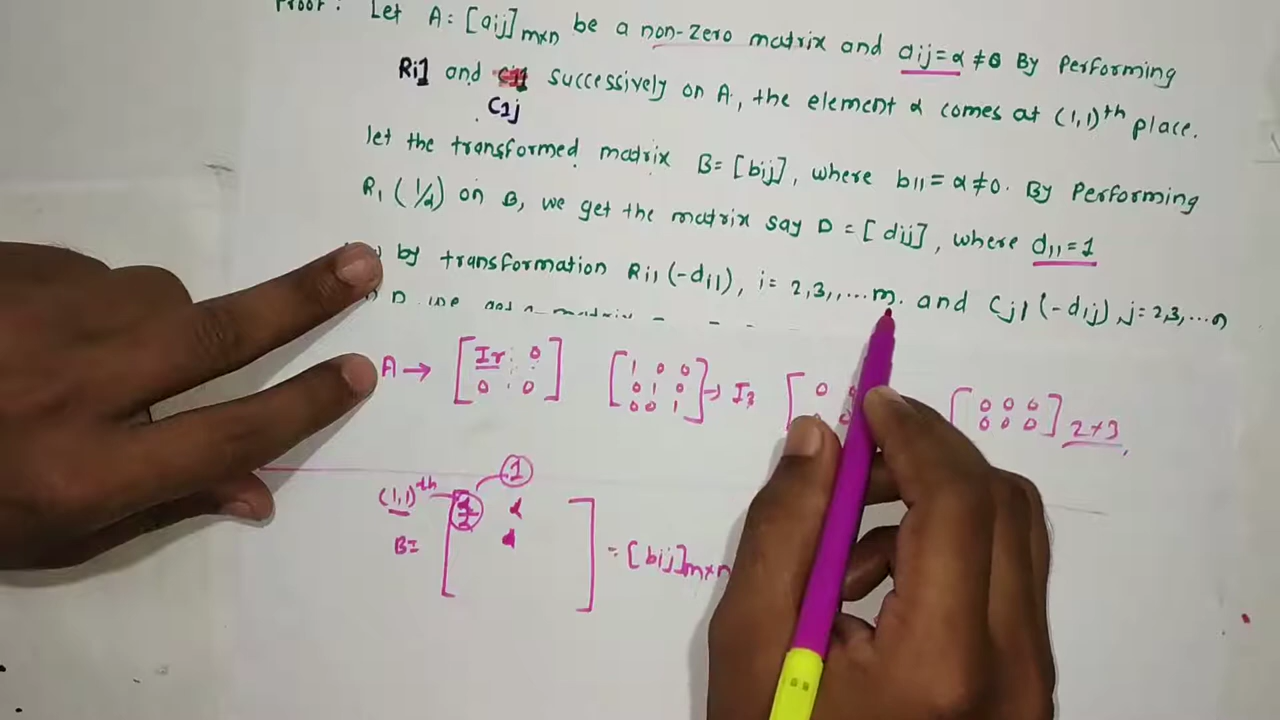 Proof: Let A = [aij]m×n be a non-zero matrix and aij = α ≠ 0 By Performing
Ri1 and successively on A, the element α comes at (1,1)th place.
C1j
let the transformed matrix B = [bij], where b11 = α ≠ 0. By Performing
R1 (1/α) on B, we get the matrix say D = [dij], where d11 = 1
by transformation Ri1 (-di1), i = 2,3,,...m. and Cj1 (-d1j), j = 2,3,...n
A → [Ir 0 [1 0 0 [0 [0 0 0
0 0] 0 1 0 0 0 0] 2×3
0 0 1] → I3
1
(1,1)th α
α
B = = [bij]m×n